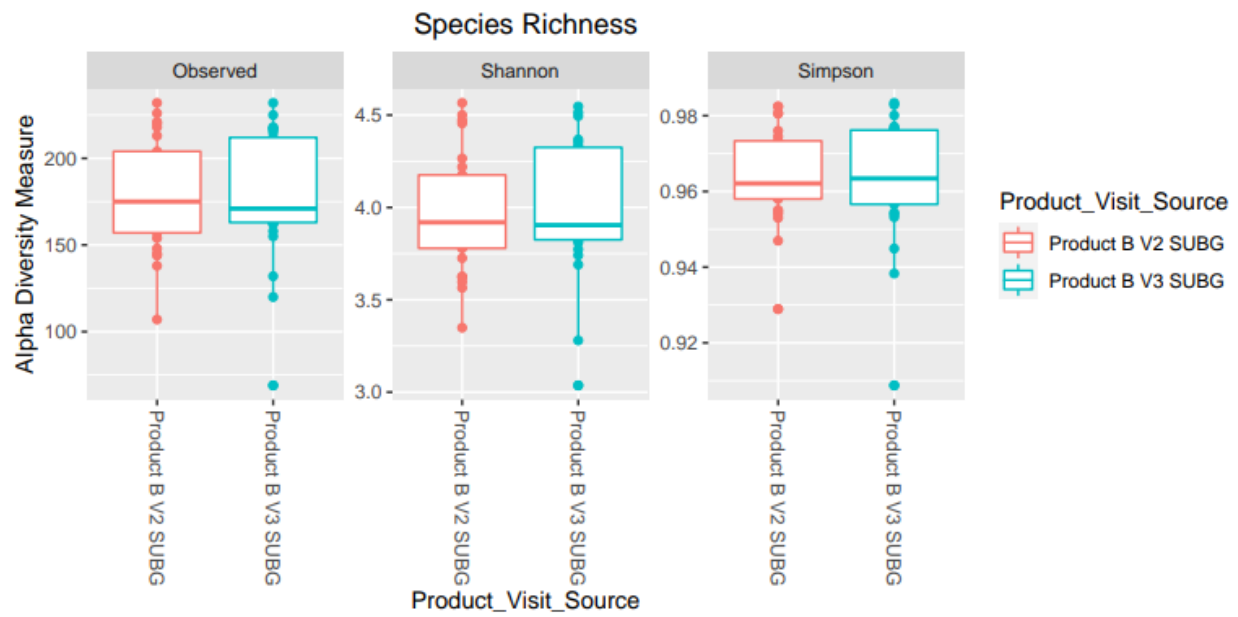 Species Richness
Observed
Shannon
Simpson
Alpha Diversity Measure
200
150
100
4.5
4.0
3.5
3.0
0.98
0.96
0.94
0.92
Product B V2 SUBG
Product B V3 SUBG
Product B V2 SUBG
Product B V3 SUBG
Product B V2 SUBG
Product B V3 SUBG
Product_Visit_Source
Product_Visit_Source
Product B V2 SUBG
Product B V3 SUBG